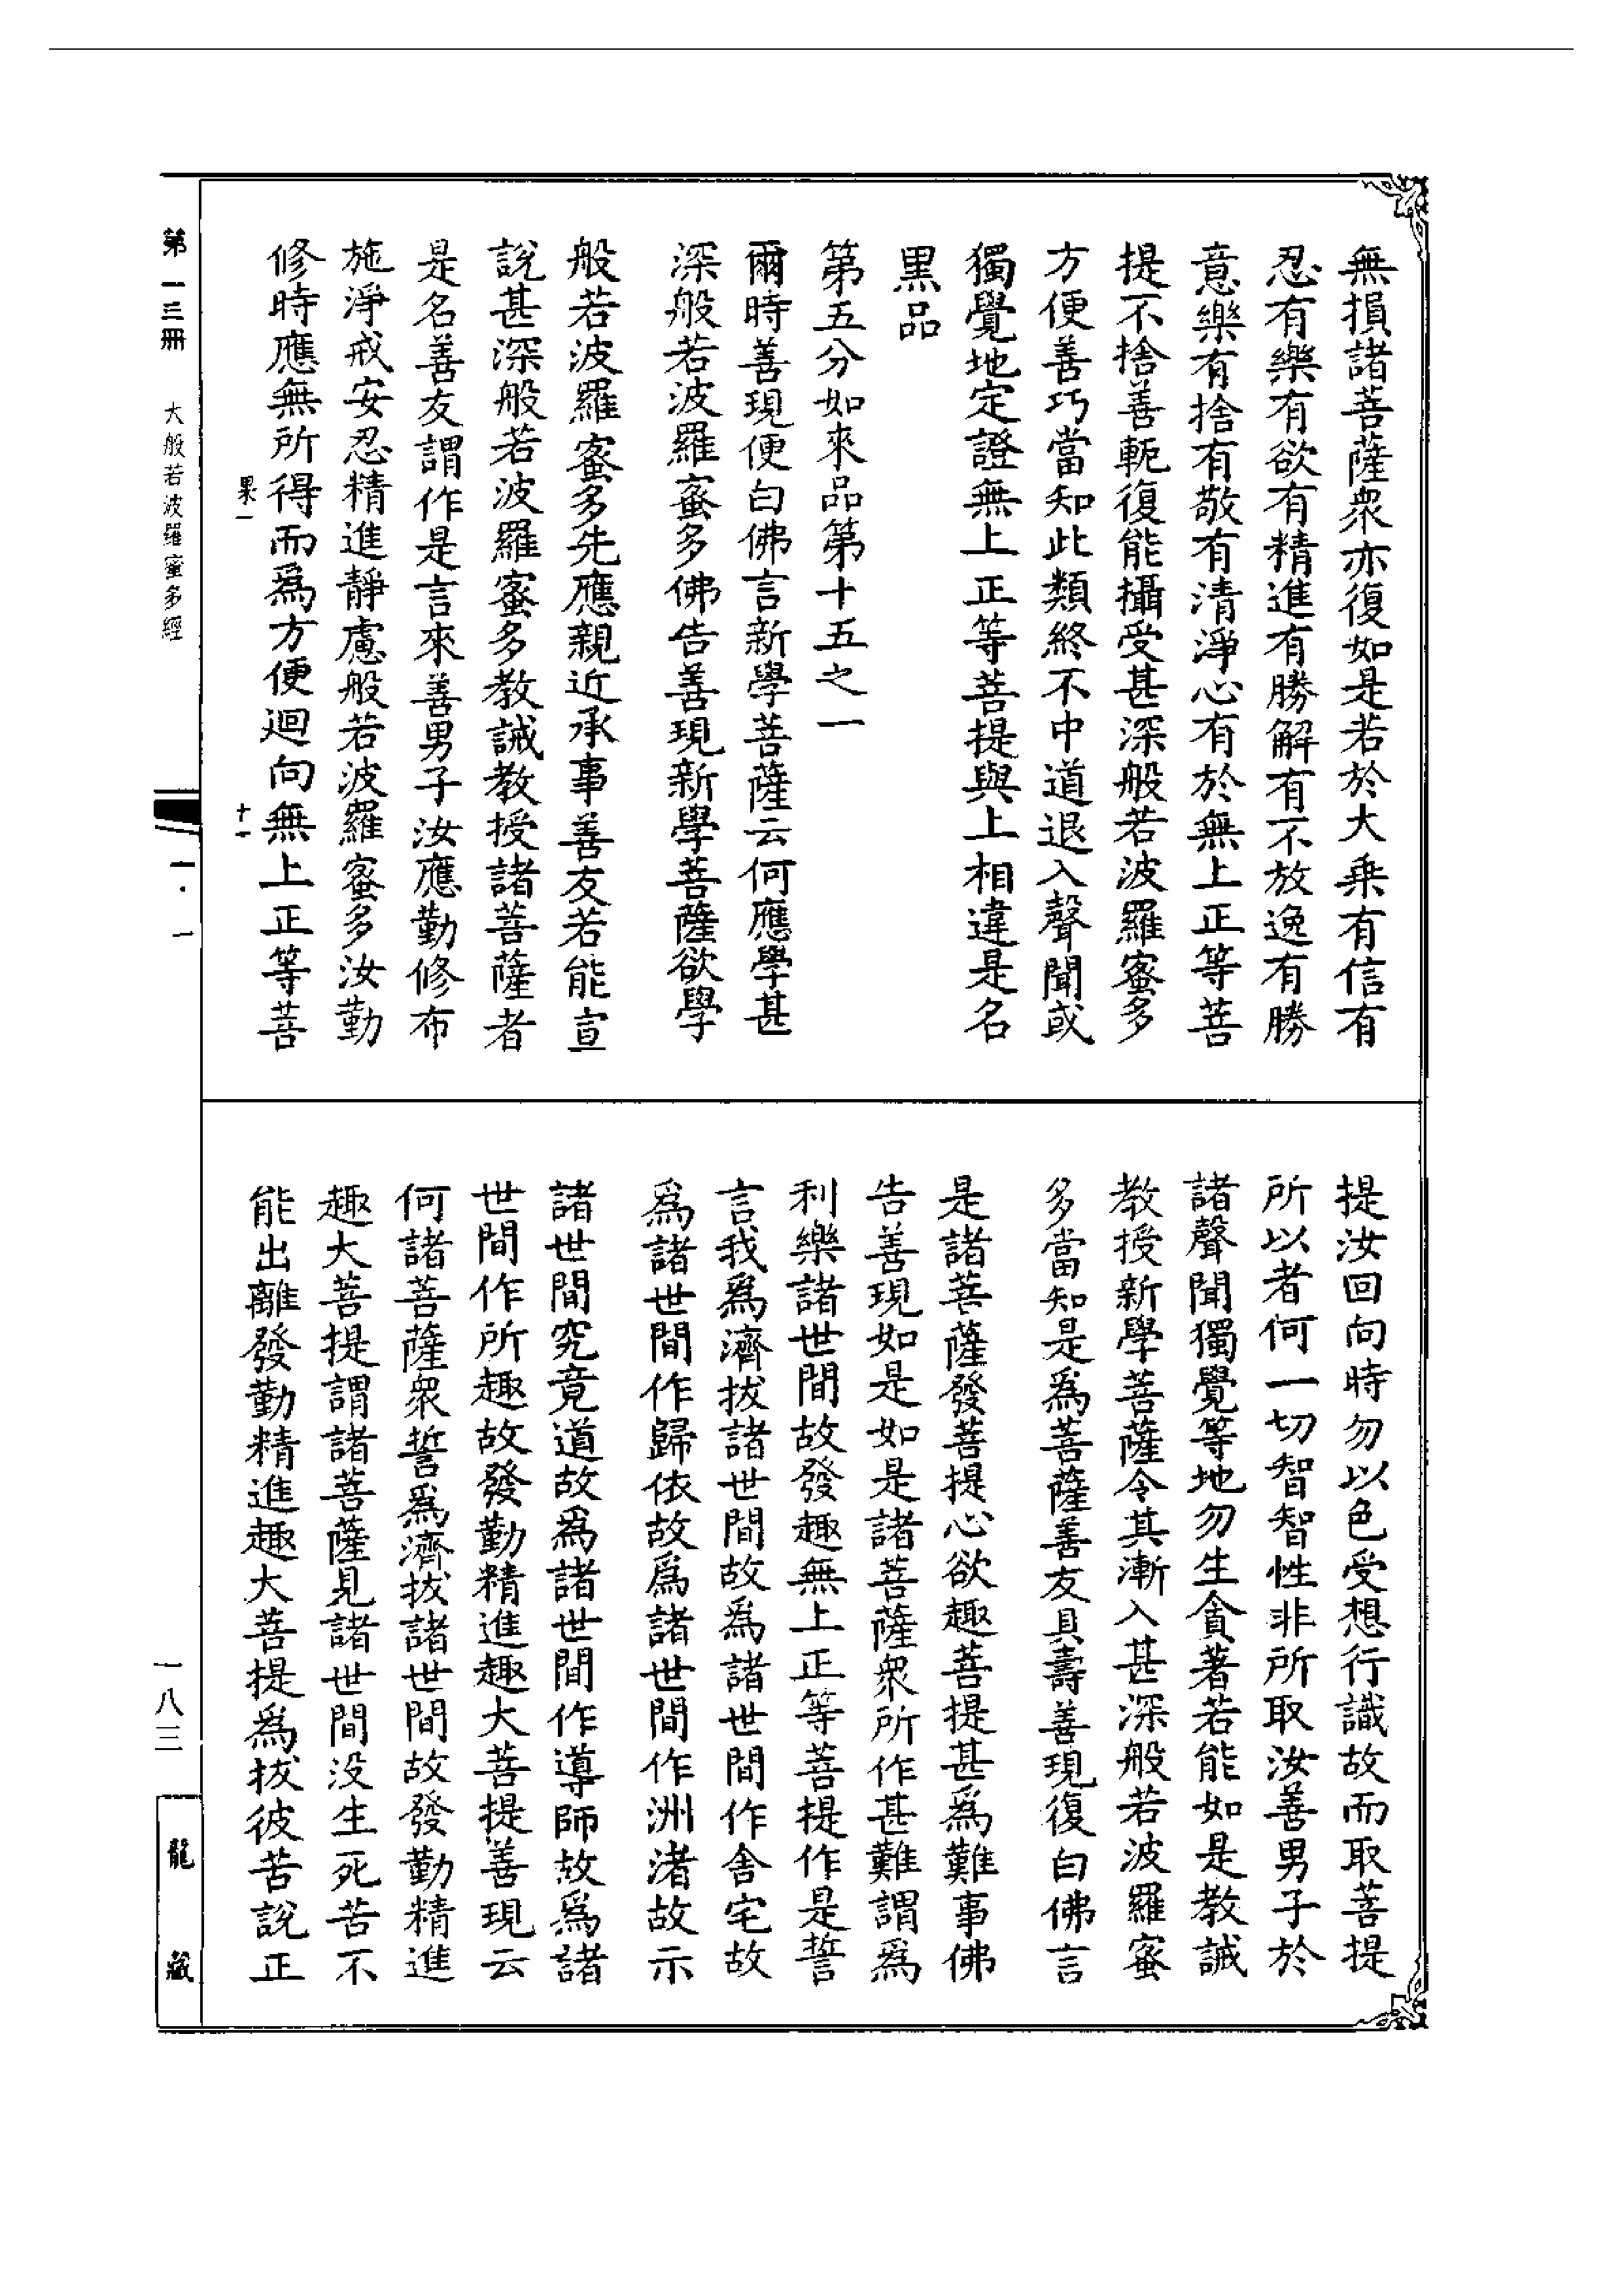 無損諸菩薩衆亦復如是若於大乘有信有
忍有樂有欲有精進有勝解有不放逸有勝
意樂有捨有敬有清淨心有於無上正等菩
提不捨善軛復能攝受甚深般若波羅蜜多
方便善巧當知此類終不中道退入聲聞或
獨覺地定證無上正等菩提與上相違是名
黑品
第五分如來品第十五之一
爾時善現便白佛言新學菩薩云何應學甚
深般若波羅蜜多佛告善現新學菩薩欲學
般若波羅蜜多先應親近承事善友若能宣
說甚深般若波羅蜜多教誡教授諸菩薩者
是名善友謂作是言來善男子汝應勤修布
施淨戒安忍精進靜慮般若波羅蜜多汝勤
修時應無所得而爲方便迴向無上正等菩
果一 十一
提汝回向時勿以色受想行識故而取菩提
所以者何一切智智性非所取汝善男子於
諸聲聞獨覺等地勿生貪著若能如是教誡
教授新學菩薩令其漸入甚深般若波羅蜜
多當知是爲菩薩善友具壽善現復白佛言
是諸菩薩發菩提心欲趣菩提甚爲難事佛
告善現如是如是諸菩薩衆所作甚難謂爲
利樂諸世間故發趣無上正等菩提作是誓
言我爲濟拔諸世間故爲諸世間作舍宅故
爲諸世間作歸依故爲諸世間作洲渚故示
諸世間究竟道故爲諸世間作導師故爲諸
世間作所趣故發勤精進趣大菩提善現云
何諸菩薩衆誓爲濟拔諸世間故發勤精進
趣大菩提謂諸菩薩見諸世間没生死苦不
能出離發勤精進趣大菩提爲拔彼苦說正
第一三册 大般若波羅蜜多經 一·一 一八三 龍藏